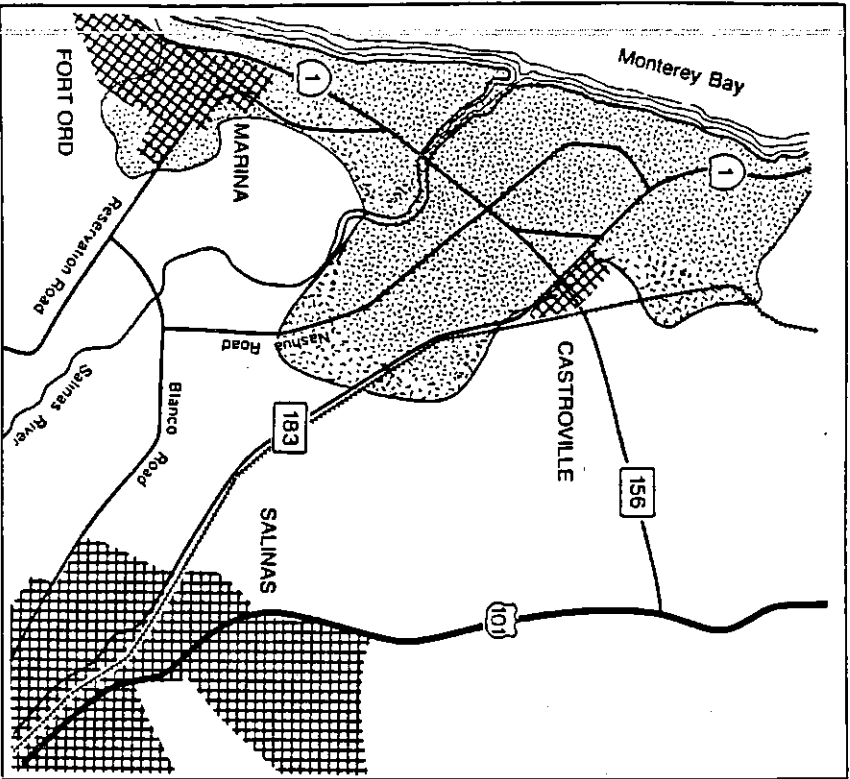 Monterey Bay
1
1
FORT ORD
MARINA
Reservation Road
Nashua
Road
CASTROVILLE
156
183
Salinas River
Blanco
Road
SALINAS
101